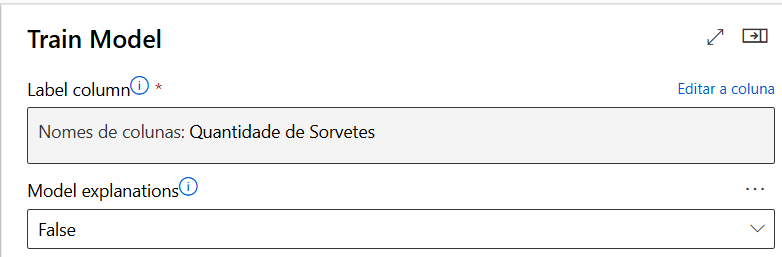 Train Model
Label column * Editar a coluna
Nomes de colunas: Quantidade de Sorvetes
Model explanations ...
False